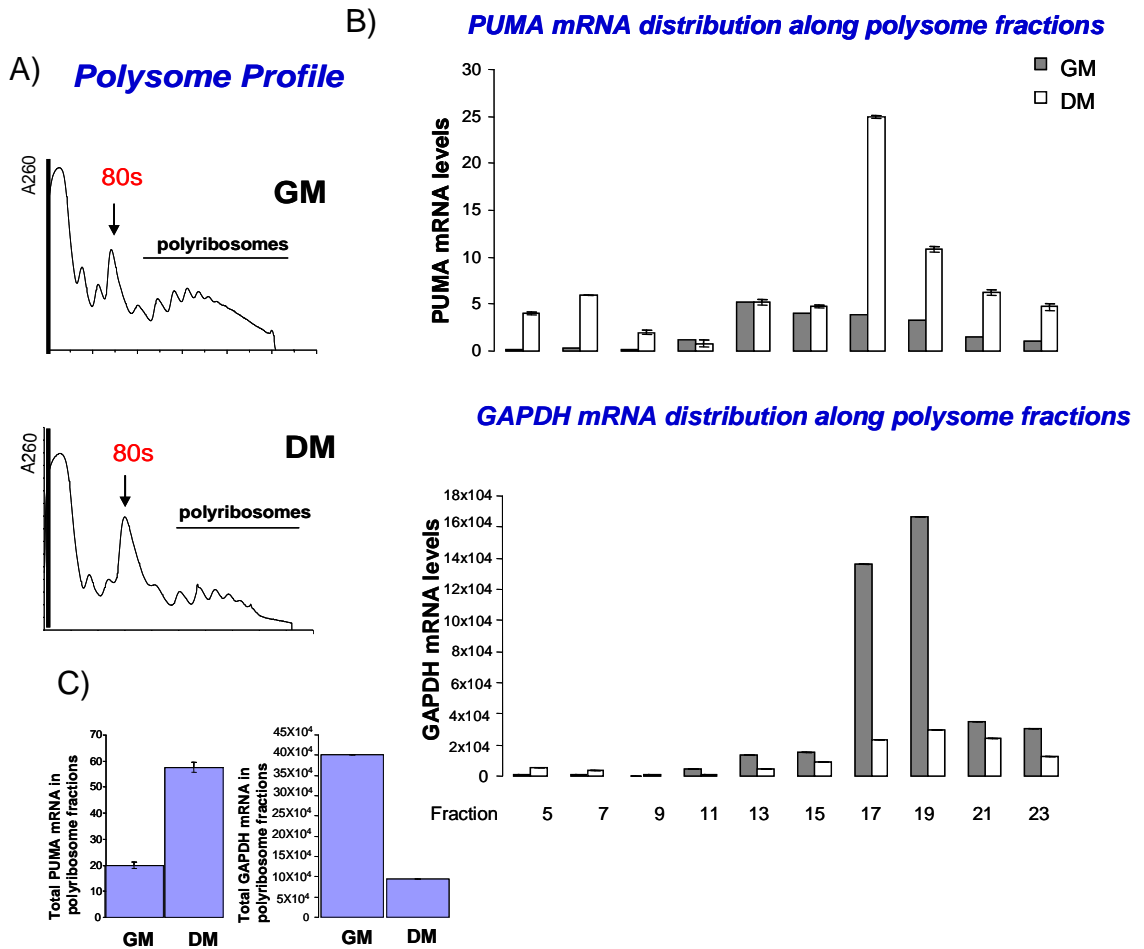 A)
Polysome Profile
A260
80s
GM
polyribosomes
A260
80s
DM
polyribosomes
B)
PUMA mRNA distribution along polysome fractions
GM
DM
PUMA mRNA levels
30
25
20
15
10
5
0
GAPDH mRNA distribution along polysome fractions
GAPDH mRNA levels
18x104
16x104
14x104
12x104
10x104
8x104
6x104
4x104
2x104
0
Fraction 5 7 9 11 13 15 17 19 21 23
C)
Total PUMA mRNA in
polyribosome fractions
70
60
50
40
30
20
10
0
GM DM
Total GAPDH mRNA in
polyribosome fractions
45X10⁴
40X10⁴
35X10⁴
30X10⁴
25X10⁴
20X10⁴
15X10⁴
10X10⁴
5X10⁴
0
GM DM